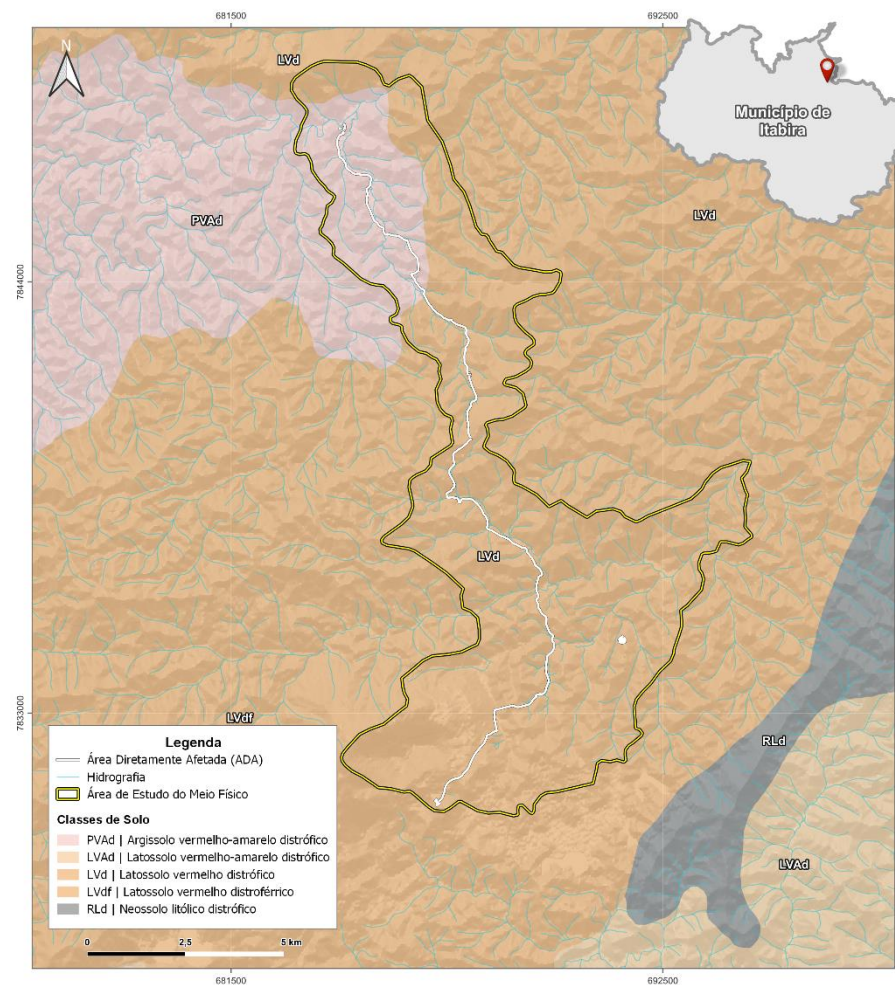 681500
692500
N
LVd
Município de
Itabira
PVAd
LVd
7844000
LVd
7833000
LVdf
RLd
LVAd
Legenda
Área Diretamente Afetada (ADA)
Hidrografia
Área de Estudo do Meio Físico
Classes de Solo
PVAd | Argissolo vermelho-amarelo distrófico
LVAd | Latossolo vermelho-amarelo distrófico
LVd | Latossolo vermelho distrófico
LVdf | Latossolo vermelho distroférrico
RLd | Neossolo litólico distrófico
0 2,5 5 km
681500
692500